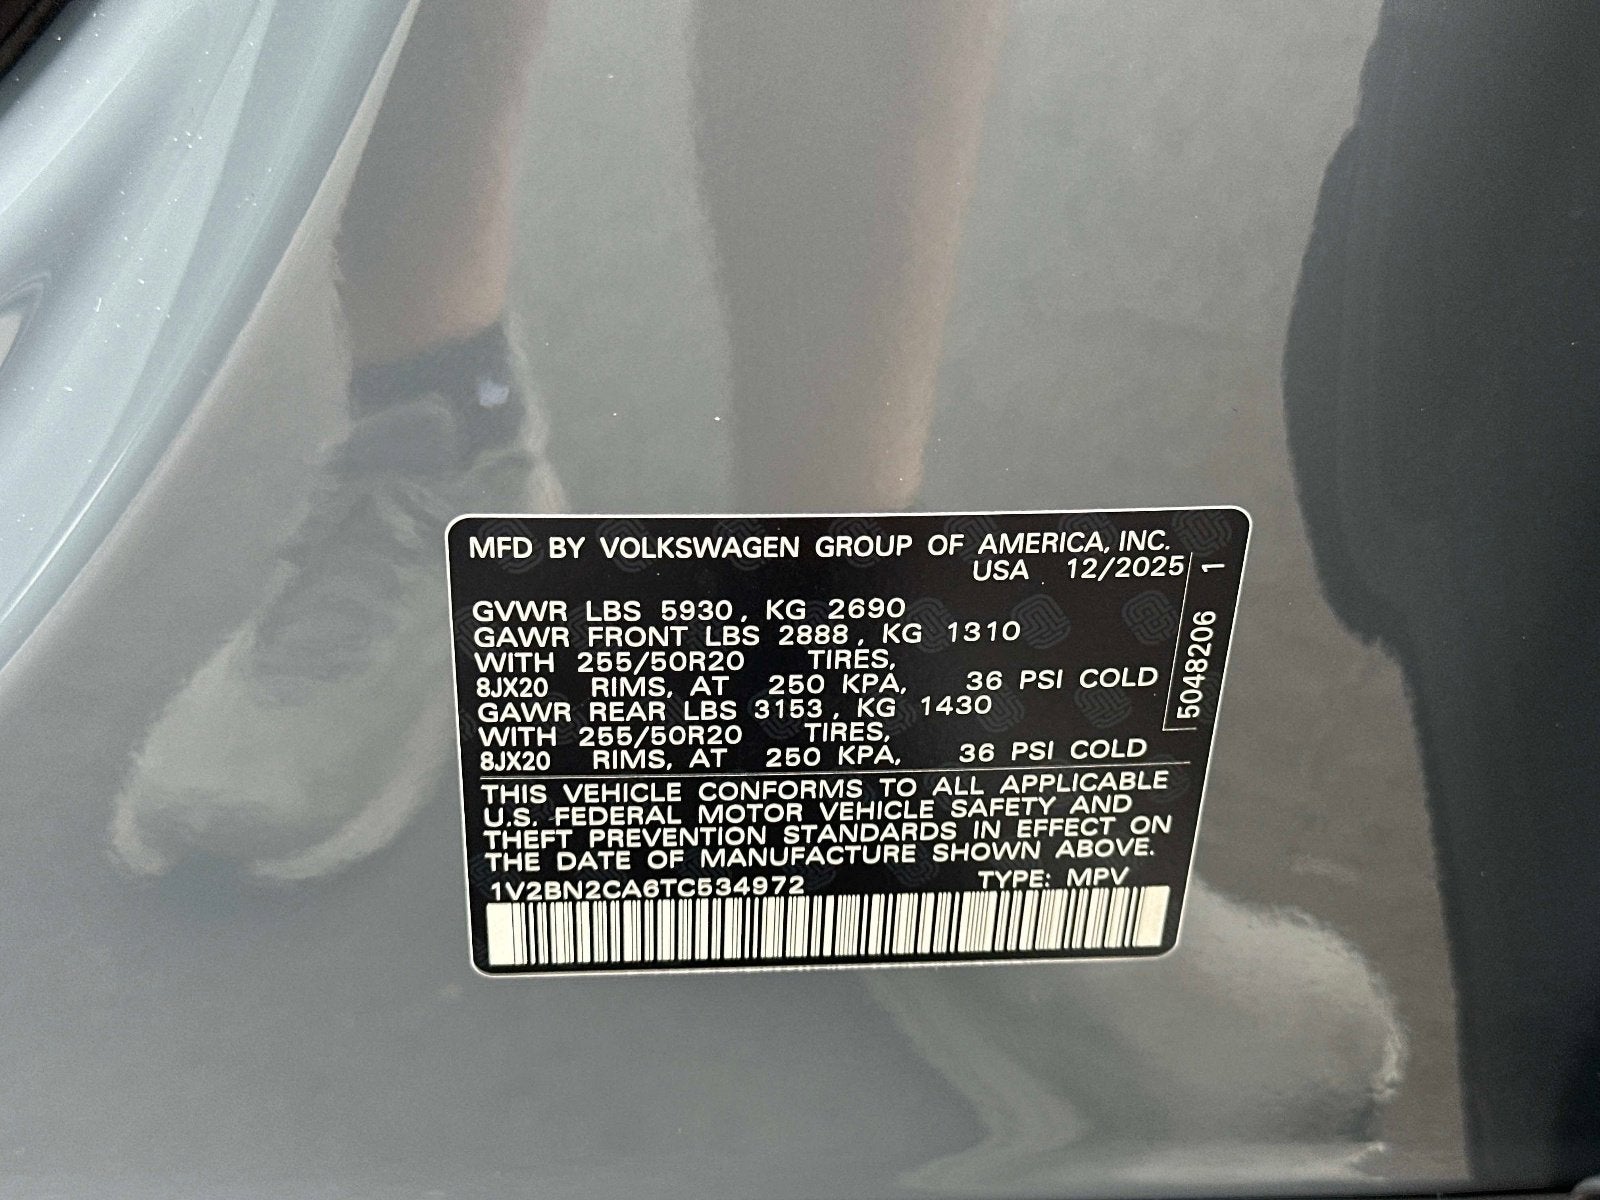 MFD BY VOLKSWAGEN GROUP OF AMERICA, INC.
USA 12/2025
GVWR LBS 5930, KG 2690
GAWR FRONT LBS 2888, KG 1310
WITH 255/50R20 TIRES,
8JX20 RIMS, AT 250 KPA, 36 PSI COLD
GAWR REAR LBS 3153, KG 1430
WITH 255/50R20 TIRES,
8JX20 RIMS, AT 250 KPA, 36 PSI COLD
THIS VEHICLE CONFORMS TO ALL APPLICABLE
U.S. FEDERAL MOTOR VEHICLE SAFETY AND
THEFT PREVENTION STANDARDS IN EFFECT ON
THE DATE OF MANUFACTURE SHOWN ABOVE.
1V2BN2CA6TC534972 TYPE: MPV
5048206 1